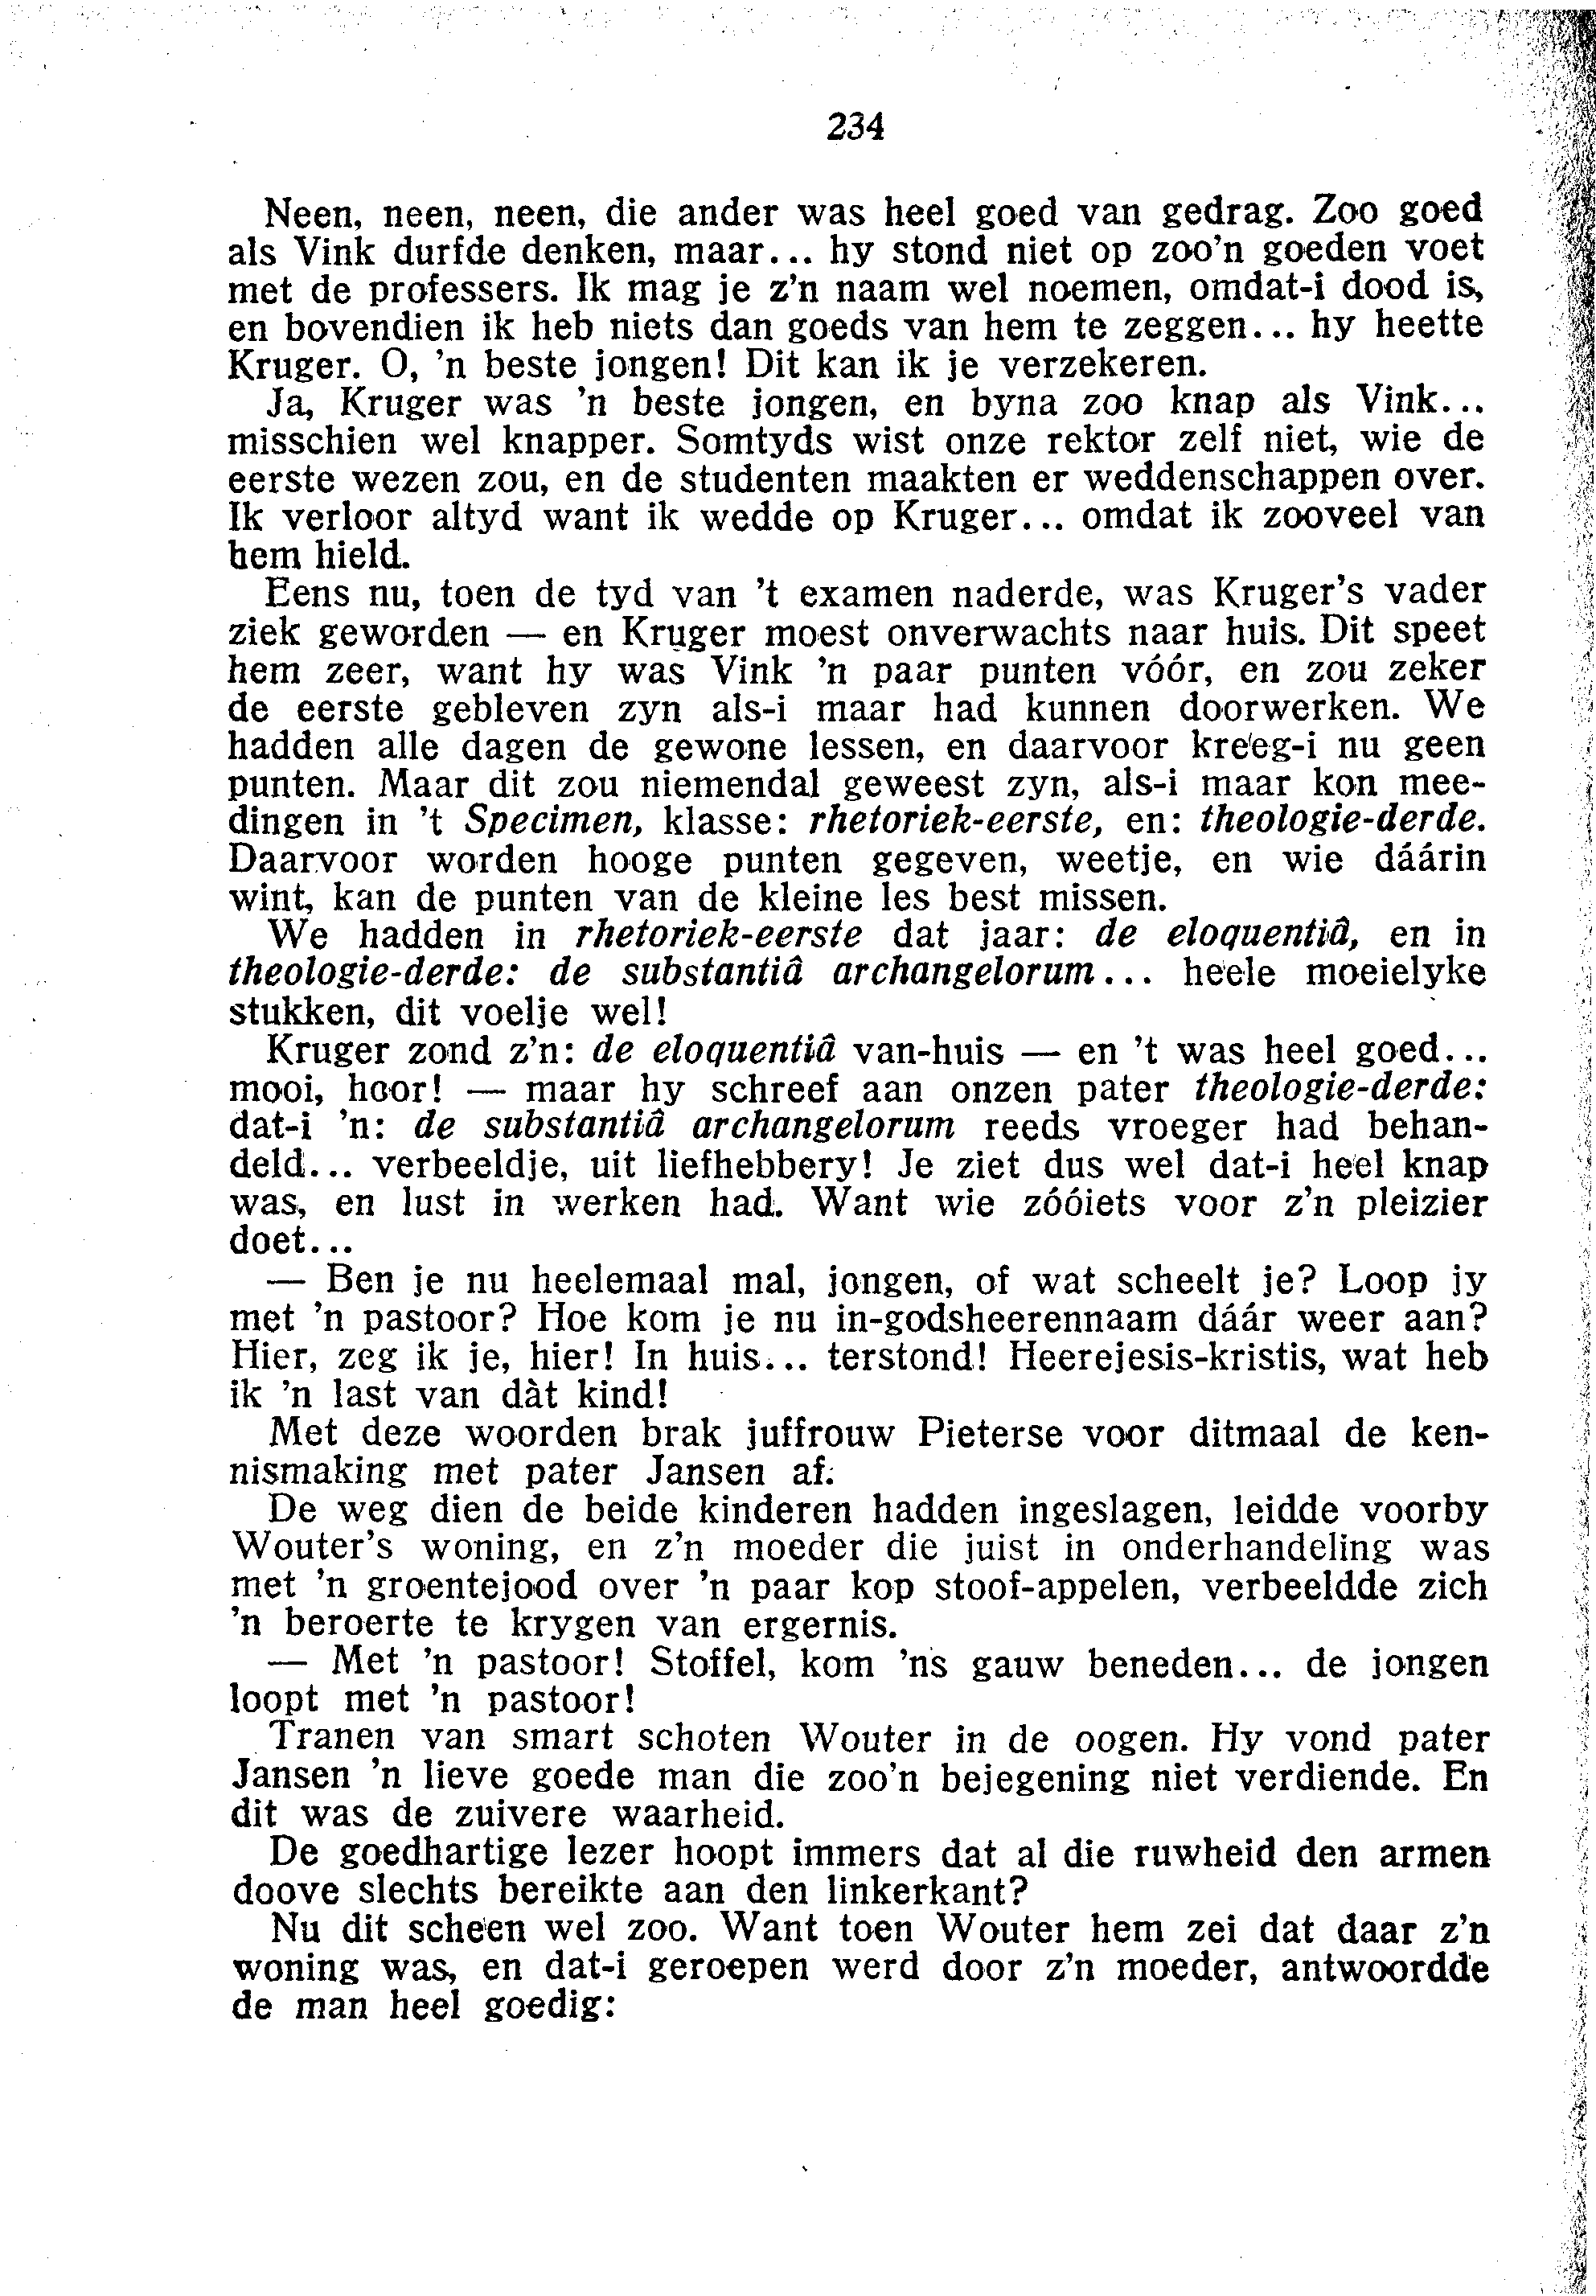 234
Neen, neen, neen, die ander was heel goed van gedrag. Zoo goed
als Vink durfde denken, maar... hy stond niet op zoo'n goeden voet
met de professers. Ik mag je z'n naam wel noemen, omdat-i dood is,
en bovendien ik heb niets dan goeds van hem te zeggen... hy heette
Kruger. O, 'n beste jongen! Dit kan ik je verzekeren.
Ja, Kruger was 'n beste jongen, en byna zoo knap als Vink...
misschien wel knapper. Somtyds wist onze rektor zelf niet, wie de
eerste wezen zou, en de studenten maakten er weddenschappen over.
Ik verloor altyd want ik wedde op Kruger... omdat ik zooveel van
hem hield.
Eens nu, toen de tyd van 't examen naderde, was Kruger's vader
ziek geworden — en Kruger moest onverwachts naar huis. Dit speet
hem zeer, want hy was Vink 'n paar punten vóór, en zou zeker
de eerste gebleven zyn als-i maar had kunnen doorwerken. We
hadden alle dagen de gewone lessen, en daarvoor kreeg-i nu geen
punten. Maar dit zou niemendal geweest zyn, als-i maar kon mee-
dingen in 't Specimen, klasse: rhetoriek-eerste, en: theologie-derde.
Daarvoor worden hooge punten gegeven, weetje, en wie dáárin
wint, kan de punten van de kleine les best missen.
We hadden in rhetoriek-eerste dat jaar: de eloquentiâ, en in
theologie-derde: de substantiâ archangelorum... heele moeielyke
stukken, dit voelje wel!
Kruger zond z'n: de eloquentiâ van-huis — en 't was heel goed...
mooi, hoor! — maar hy schreef aan onzen pater theologie-derde:
dat-i 'n: de substantiâ archangelorum reeds vroeger had behan-
deld... verbeeldje, uit liefhebbery! Je ziet dus wel dat-i heel knap
was, en lust in werken had. Want wie zóóiets voor z'n pleizier
doet...
— Ben je nu heelemaal mal, jongen, of wat scheelt je? Loop jy
met 'n pastoor? Hoe kom je nu in-godsheerennaam dáár weer aan?
Hier, zeg ik je, hier! In huis... terstond! Heerejesis-kristis, wat heb
ik 'n last van dàt kind!
Met deze woorden brak juffrouw Pieterse voor ditmaal de ken-
nismaking met pater Jansen af.
De weg dien de beide kinderen hadden ingeslagen, leidde voorby
Wouter's woning, en z'n moeder die juist in onderhandeling was
met 'n groentejood over 'n paar kop stoof-appelen, verbeeldde zich
'n beroerte te krygen van ergernis.
— Met 'n pastoor! Stoffel, kom 'ns gauw beneden... de jongen
loopt met 'n pastoor!
Tranen van smart schoten Wouter in de oogen. Hy vond pater
Jansen 'n lieve goede man die zoo'n bejegening niet verdiende. En
dit was de zuivere waarheid.
De goedhartige lezer hoopt immers dat al die ruwheid den armen
doove slechts bereikte aan den linkerkant?
Nu dit scheen wel zoo. Want toen Wouter hem zei dat daar z'n
woning was, en dat-i geroepen werd door z'n moeder, antwoordde
de man heel goedig: